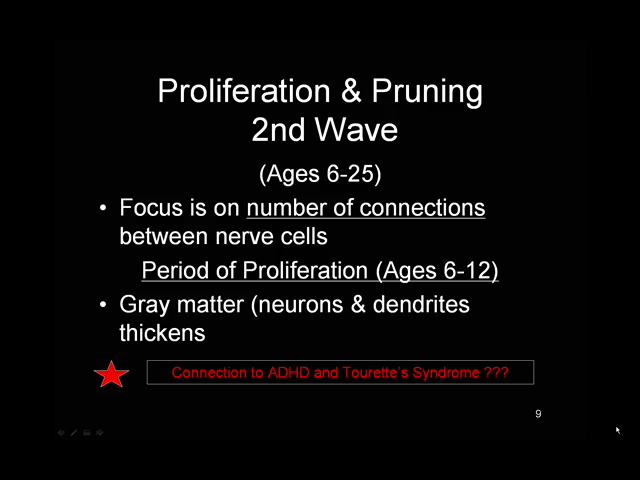 Proliferation & Pruning
2nd Wave
(Ages 6-25)
• Focus is on number of connections
between nerve cells
Period of Proliferation (Ages 6-12)
• Gray matter (neurons & dendrites
thickens
Connection to ADHD and Tourette's Syndrome ???
9